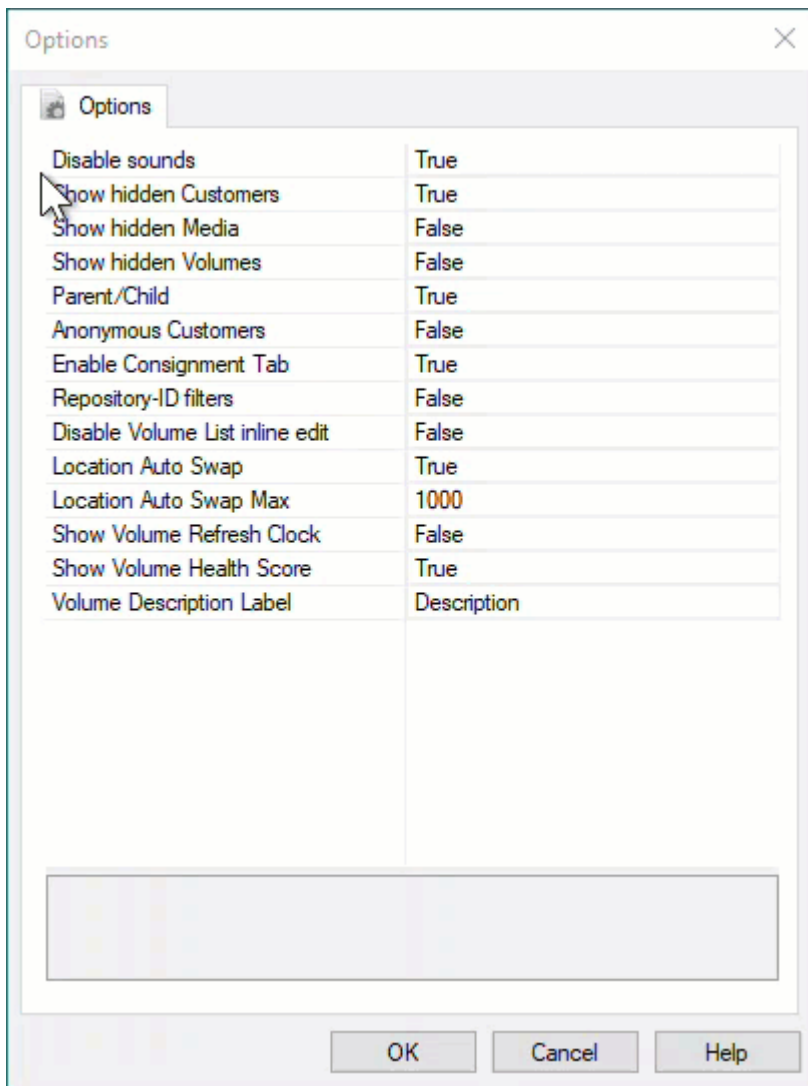 Options
Options
Disable sounds True
Show hidden Customers True
Show hidden Media False
Show hidden Volumes False
Parent/Child True
Anonymous Customers False
Enable Consignment Tab True
Repository-ID filters False
Disable Volume List inline edit False
Location Auto Swap True
Location Auto Swap Max 1000
Show Volume Refresh Clock False
Show Volume Health Score True
Volume Description Label Description
OK Cancel Help